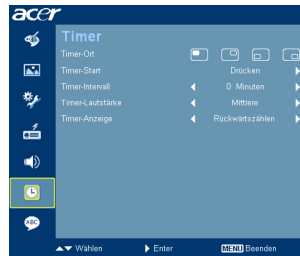 acer
Timer
Timer-Ort
Timer-Start Drücken
Timer-Intervall 0 Minuten
Timer-Lautstärke Mittiere
Timer-Anzeige Rückwärtszählen
ABC
Wählen Enter MENU Beenden